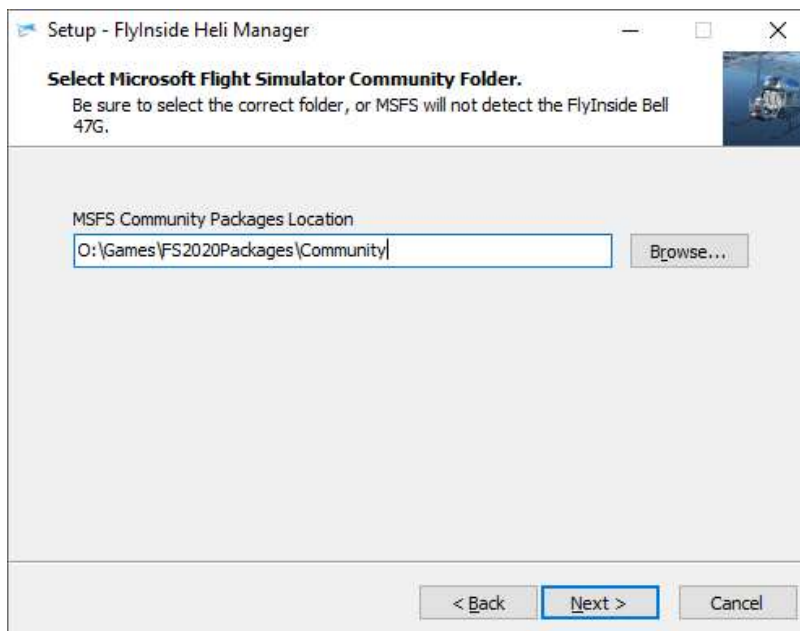 Setup - FlyInside Heli Manager
Select Microsoft Flight Simulator Community Folder.
Be sure to select the correct folder, or MSFS will not detect the FlyInside Bell
47G.
MSFS Community Packages Location
O:\Games\FS2020Packages\Community
Browse...
< Back
Next >
Cancel